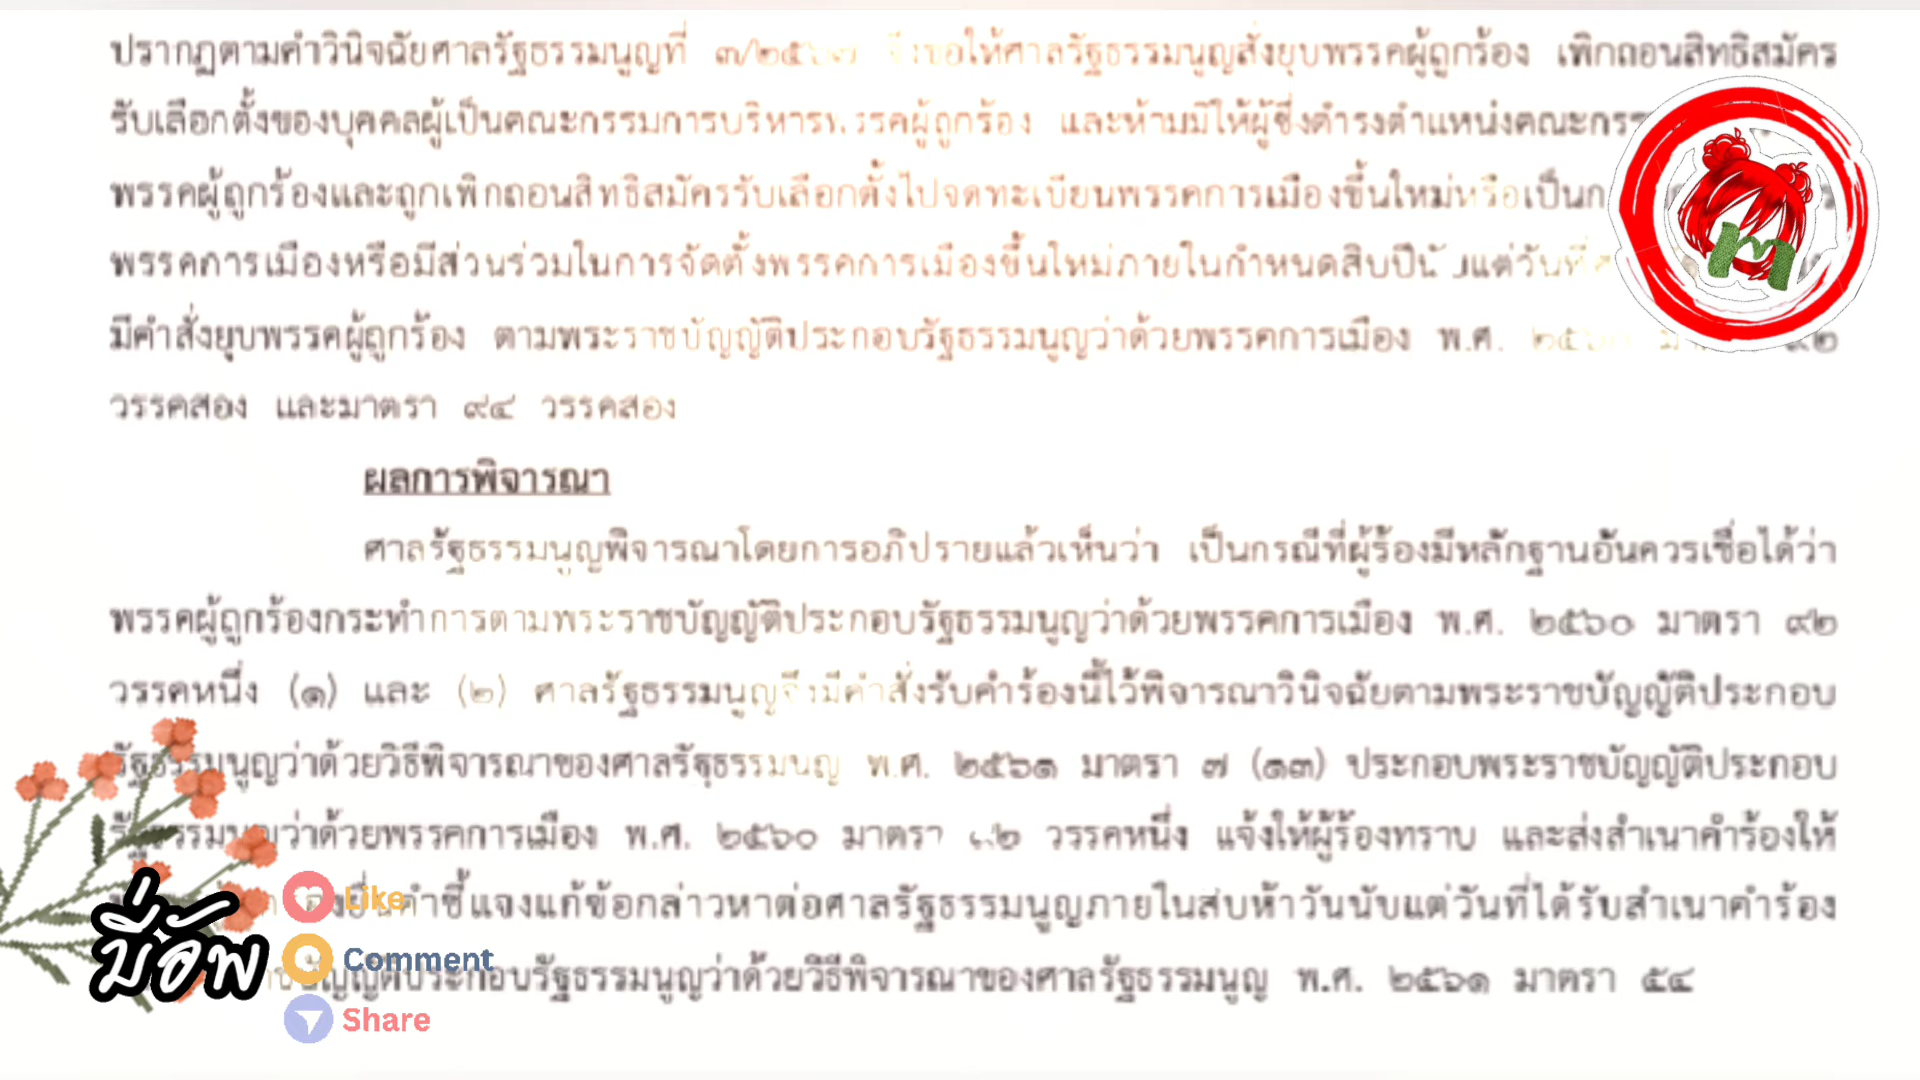 ปรากฏตามคำวินิจฉัยศาลรัฐธรรมนูญที่ ๓/๒๕๖๗ จึงขอให้ศาลรัฐธรรมนูญสั่งยุบพรรคผู้ถูกร้อง เพิกถอนสิทธิสมัคร
รับเลือกตั้งของบุคคลผู้เป็นคณะกรรมการบริหารพรรคผู้ถูกร้อง และห้ามมิให้ผู้ซึ่งดำรงตำแหน่ง
พรรคผู้ถูกร้องและถูกเพิกถอนสิทธิสมัครรับเลือกตั้งไปจดทะเบียนพรรคการเมืองขึ้นใหม่หรือเป็น
พรรคการเมืองหรือมีส่วนร่วมในการจัดตั้งพรรคการเมืองขึ้นใหม่ภายในกำหนดสิบปีนับแต่วันที่
มีคำสั่งยุบพรรคผู้ถูกร้อง ตามพระราชบัญญัติประกอบรัฐธรรมนูญว่าด้วยพรรคการเมือง พ.ศ. ๒๕๖๐ ๙๒
วรรคสอง และมาตรา ๙๔ วรรคสอง
ผลการพิจารณา
ศาลรัฐธรรมนูญพิจารณาโดยการอภิปรายแล้วเห็นว่า เป็นกรณีที่ผู้ร้องมีหลักฐานอันควรเชื่อได้ว่า
พรรคผู้ถูกร้องกระทำการตามพระราชบัญญัติประกอบรัฐธรรมนูญว่าด้วยพรรคการเมือง พ.ศ. ๒๕๖๐ มาตรา ๙๒
วรรคหนึ่ง (๑) และ (๒) ศาลรัฐธรรมนูญจึงมีคำสั่งรับคำร้องนี้ไว้พิจารณาวินิจฉัยตามพระราชบัญญัติประกอบ
รัฐธรรมนูญว่าด้วยวิธีพิจารณาของศาลรัฐธรรมนูญ พ.ศ. ๒๕๖๑ มาตรา ๗ (๑๓) ประกอบพระราชบัญญัติประกอบ
รัฐธรรมนูญว่าด้วยพรรคการเมือง พ.ศ. ๒๕๖๐ มาตรา ๙๒ วรรคหนึ่ง แจ้งให้ผู้ร้องทราบ และส่งสำเนาคำร้องให้
ยื่นคำชี้แจงแก้ข้อกล่าวหาต่อศาลรัฐธรรมนูญภายในสิบห้าวันนับแต่วันที่ได้รับสำเนาคำร้อง
ประกอบรัฐธรรมนูญว่าด้วยวิธีพิจารณาของศาลรัฐธรรมนูญ พ.ศ. ๒๕๖๑ มาตรา ๕๔
มี่อัพ
Like
Comment
Share